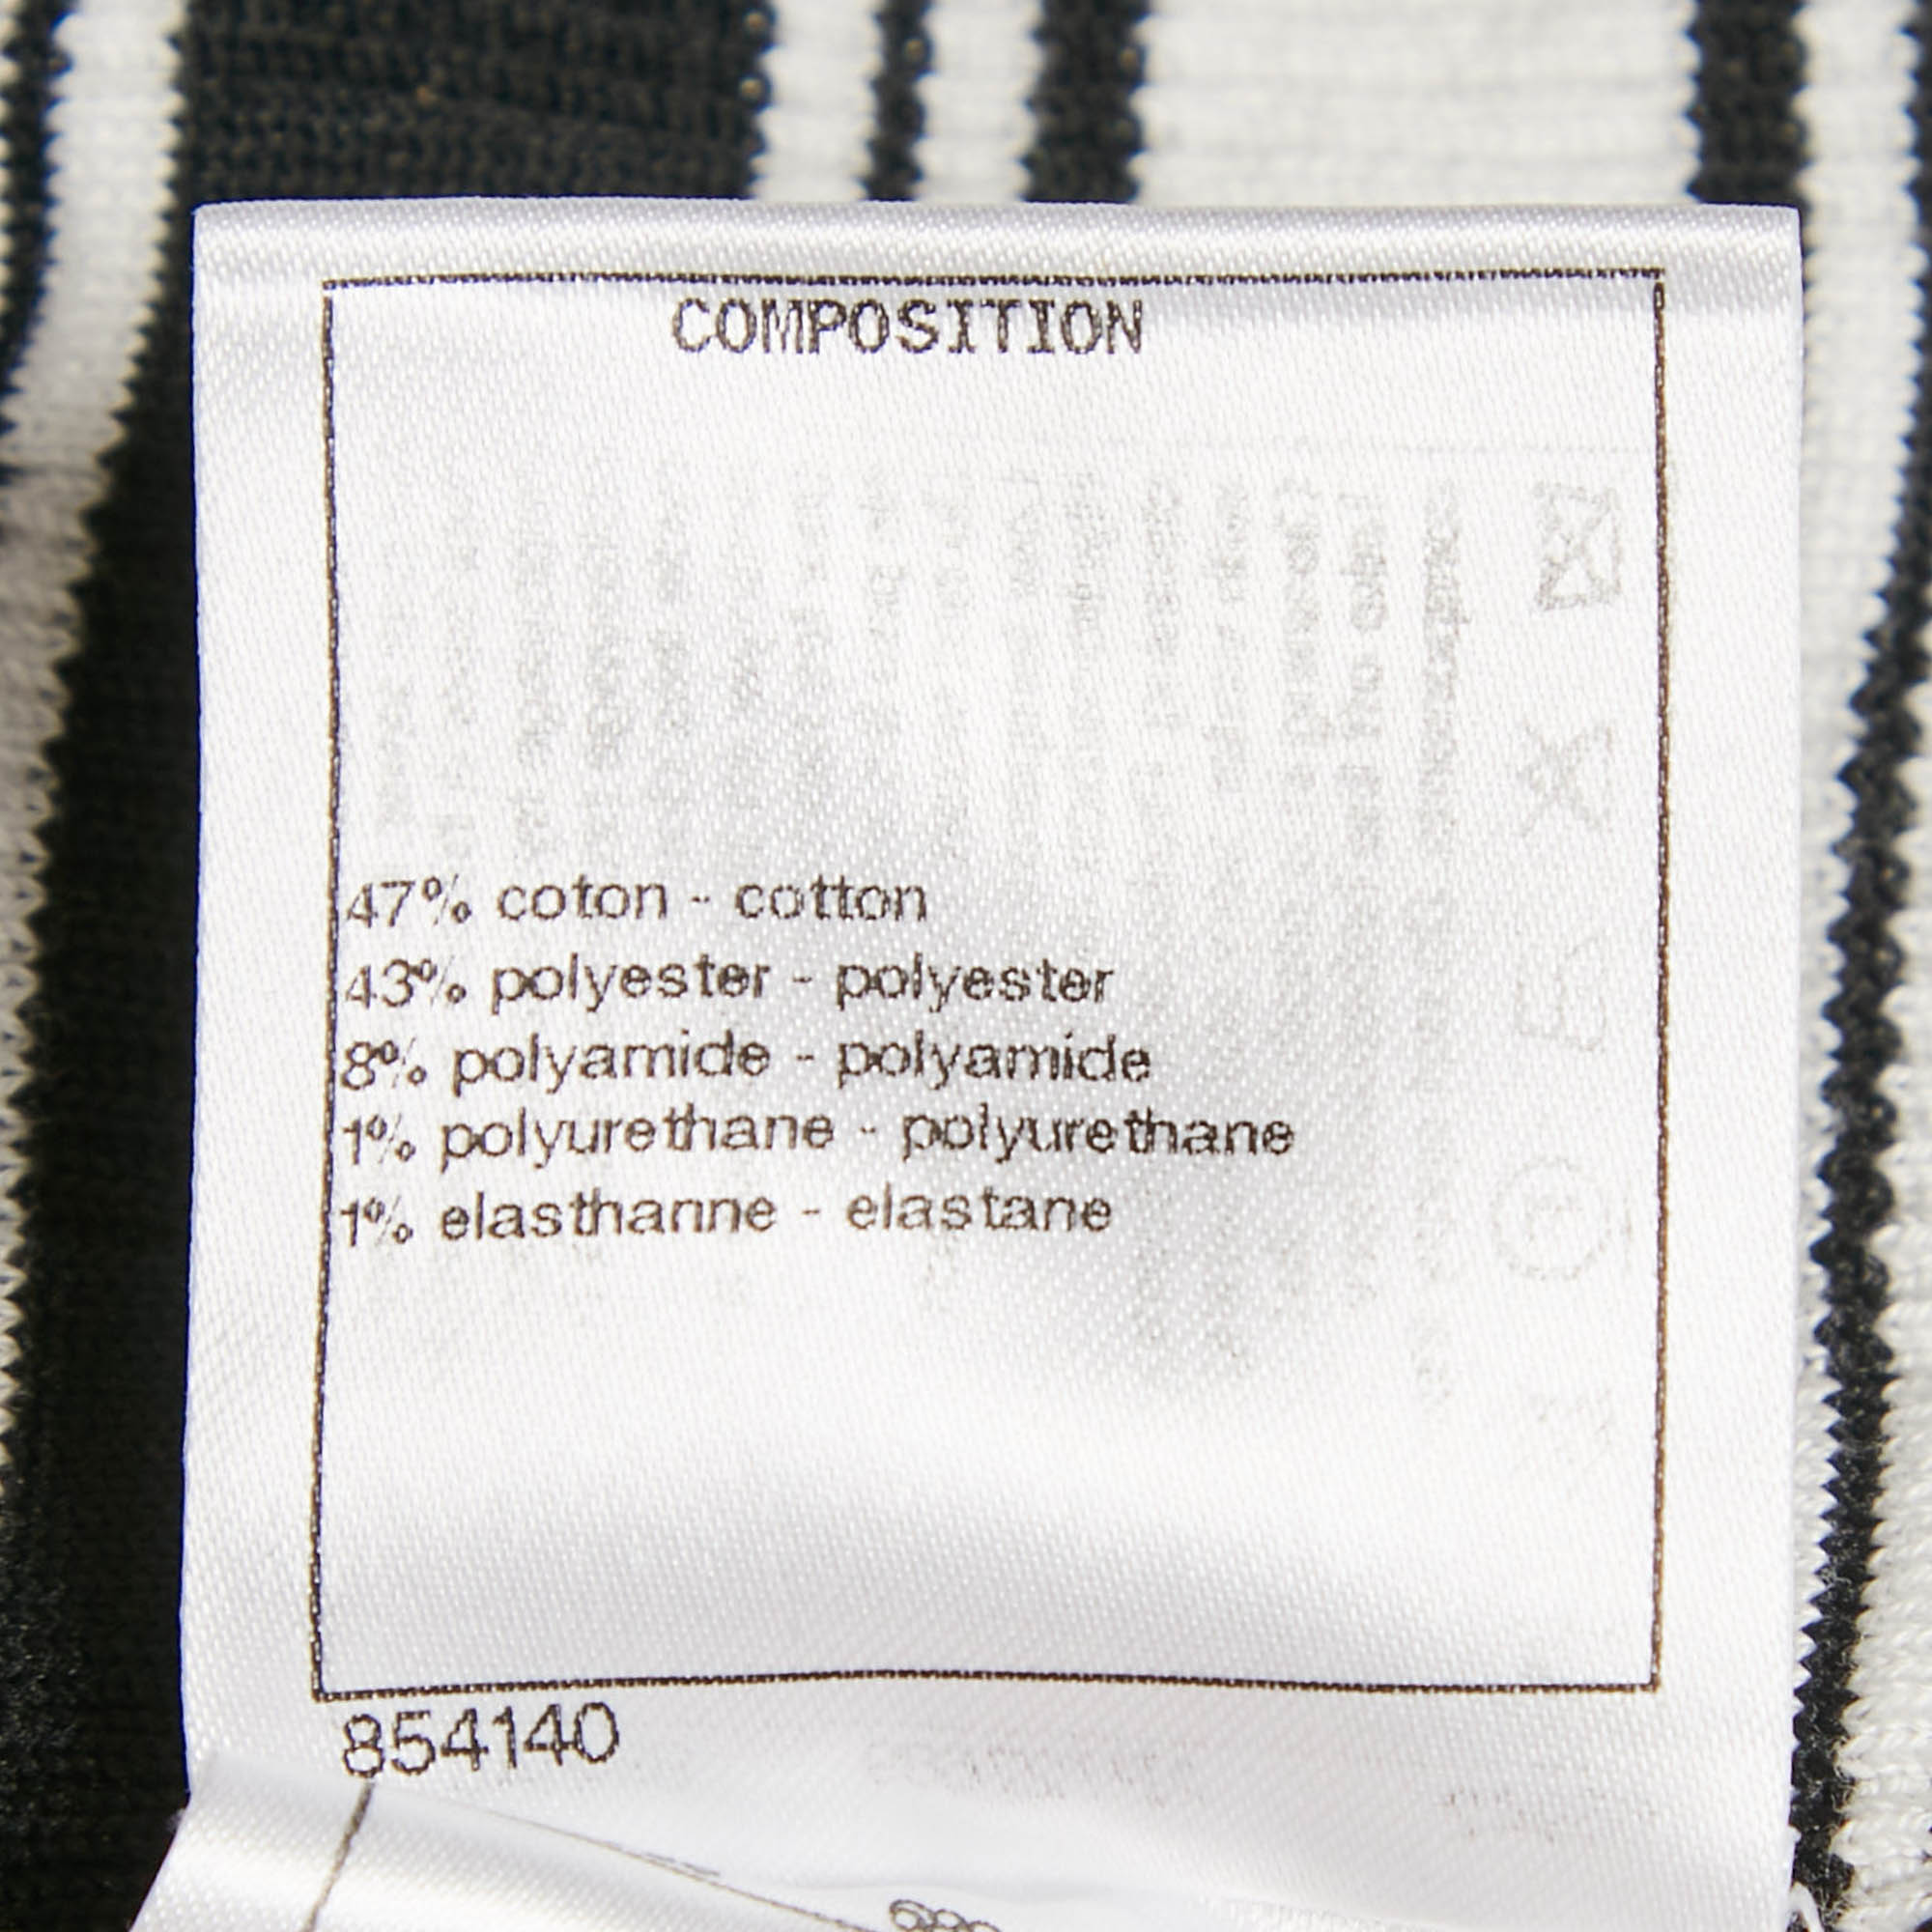 COMPOSITION
47% coton - cotton
43% polyester - polyester
8% polyamide - polyamide
1% polyurethane - polyurethane
1% elasthanne - elastane
854140